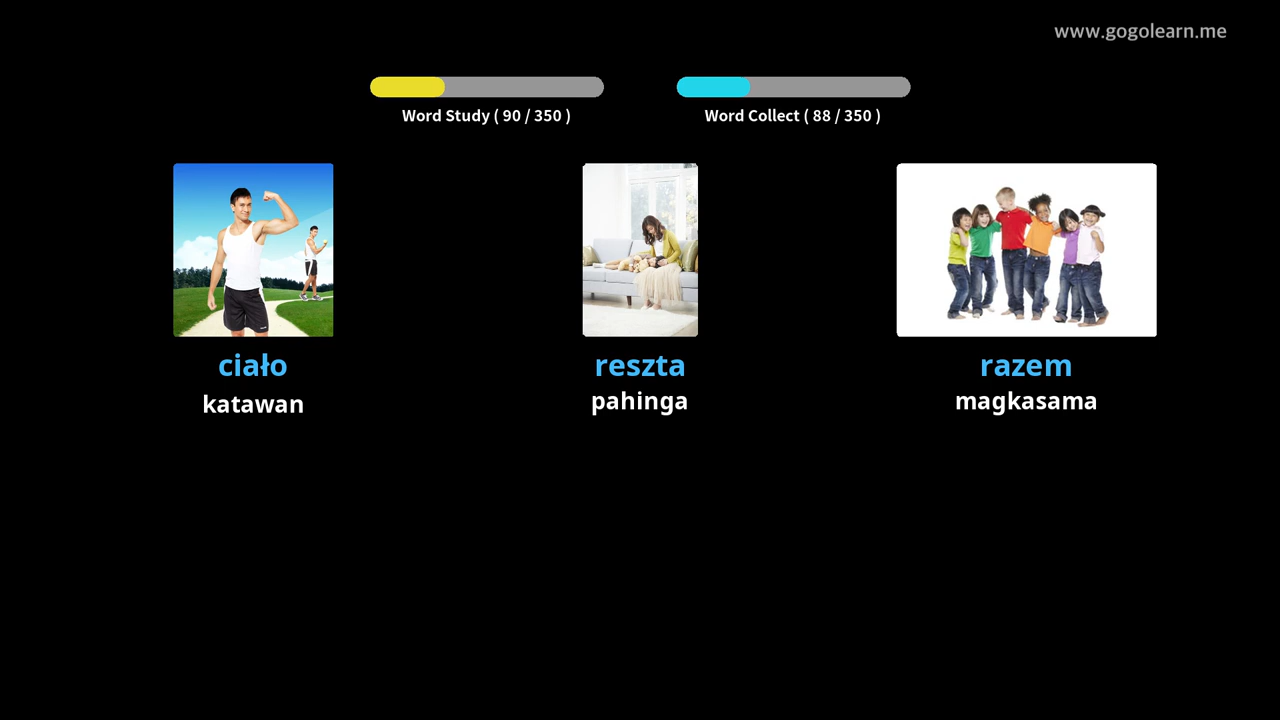 www.gogolearn.me
Word Study ( 90 / 350 )
Word Collect ( 88 / 350 )
ciało
katawan
reszta
pahinga
razem
magkasama